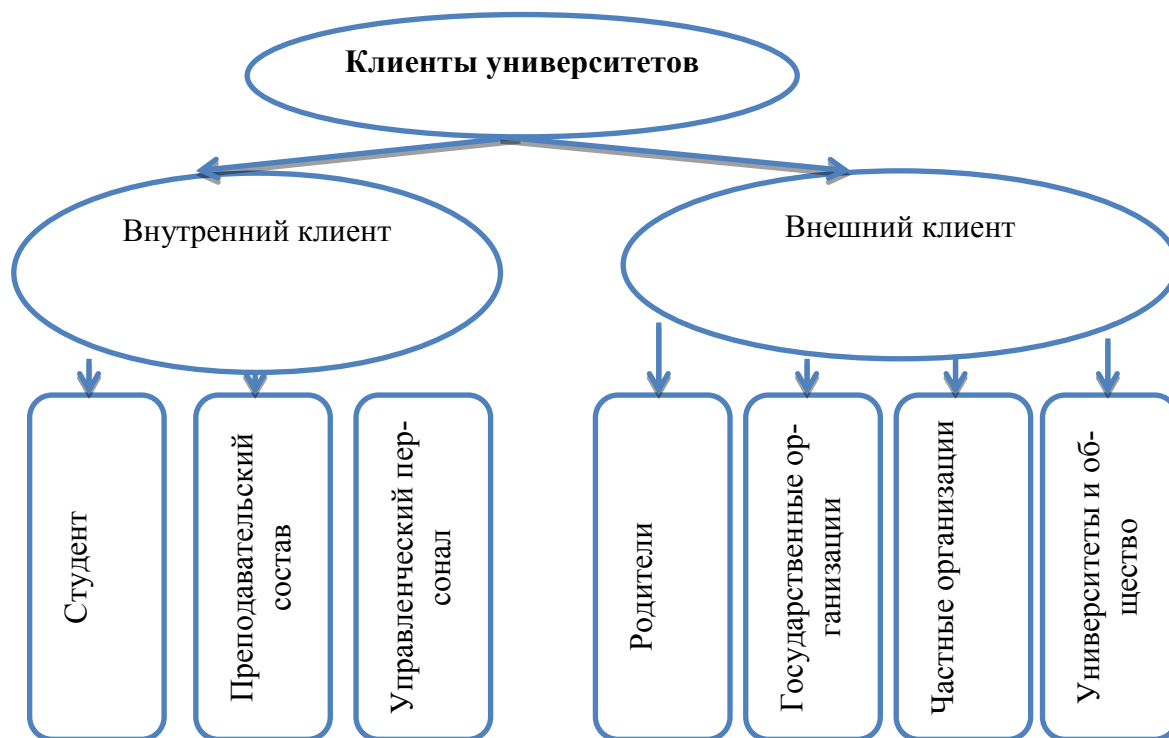 Клиенты университетов
Внутренний клиент
Внешний клиент
Студент
Преподавательский
состав
Управленческий пер-
сонал
Родители
Государственные ор-
ганизации
Частные организации
Университеты и об-
щество